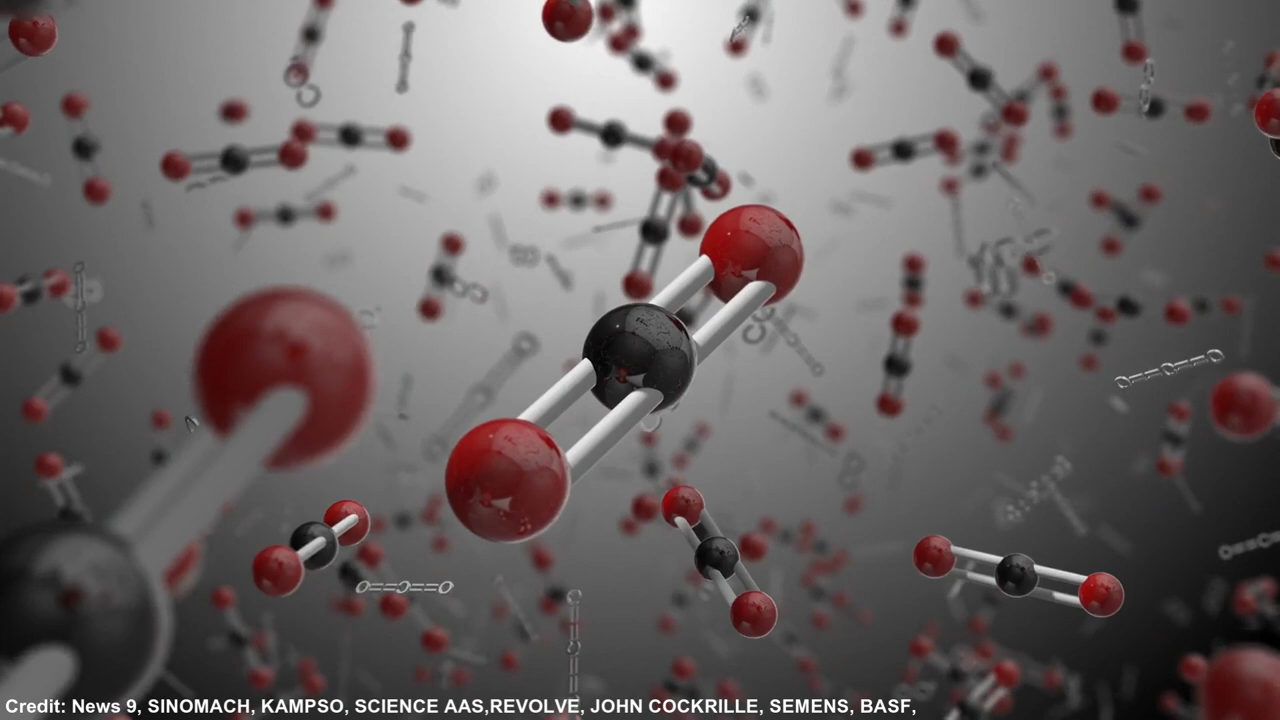 O==C==O
Credit: News 9, SINOMACH, KAMPSO, SCIENCE AAS,REVOLVE, JOHN COCKRILLE, SEMENS, BASF,